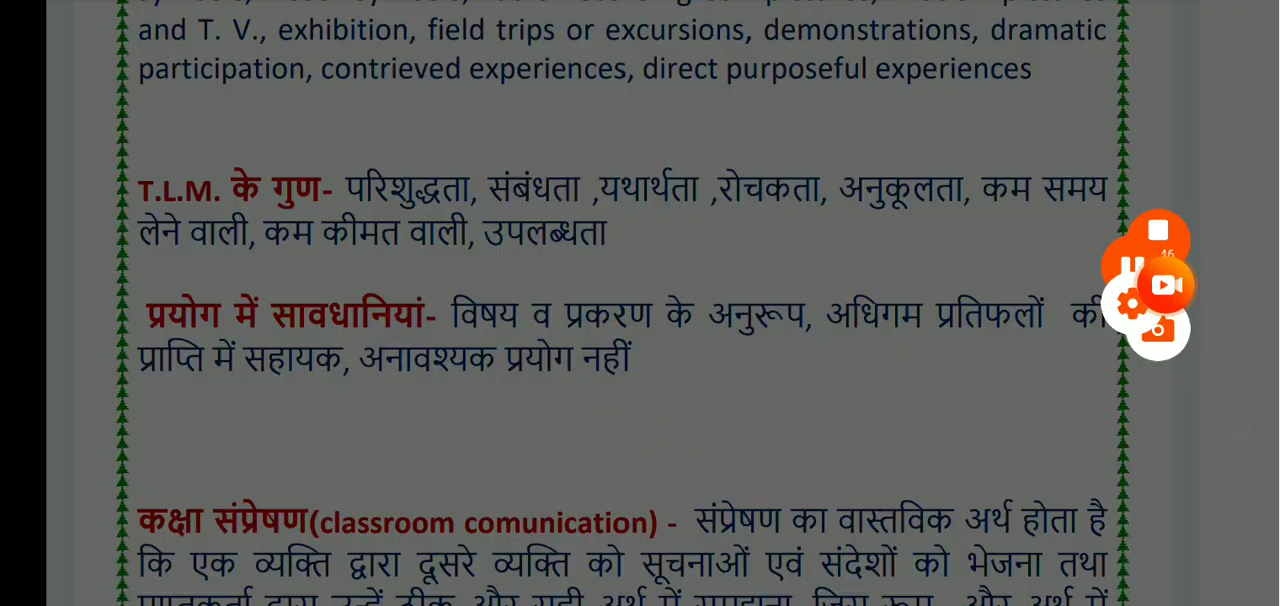 and T. V., exhibition, field trips or excursions, demonstrations, dramatic
participation, contrieved experiences, direct purposeful experiences
T.L.M. के गुण- परिशुद्धता, संबंधता ,यथार्थता ,रोचकता, अनुकूलता, कम समय
लेने वाली, कम कीमत वाली, उपलब्धता
प्रयोग में सावधानियां- विषय व प्रकरण के अनुरूप, अधिगम प्रतिफलों की
प्राप्ति में सहायक, अनावश्यक प्रयोग नहीं
कक्षा संप्रेषण(classroom comunication) - संप्रेषण का वास्तविक अर्थ होता है
कि एक व्यक्ति द्वारा दूसरे व्यक्ति को सूचनाओं एवं संदेशों को भेजना तथा